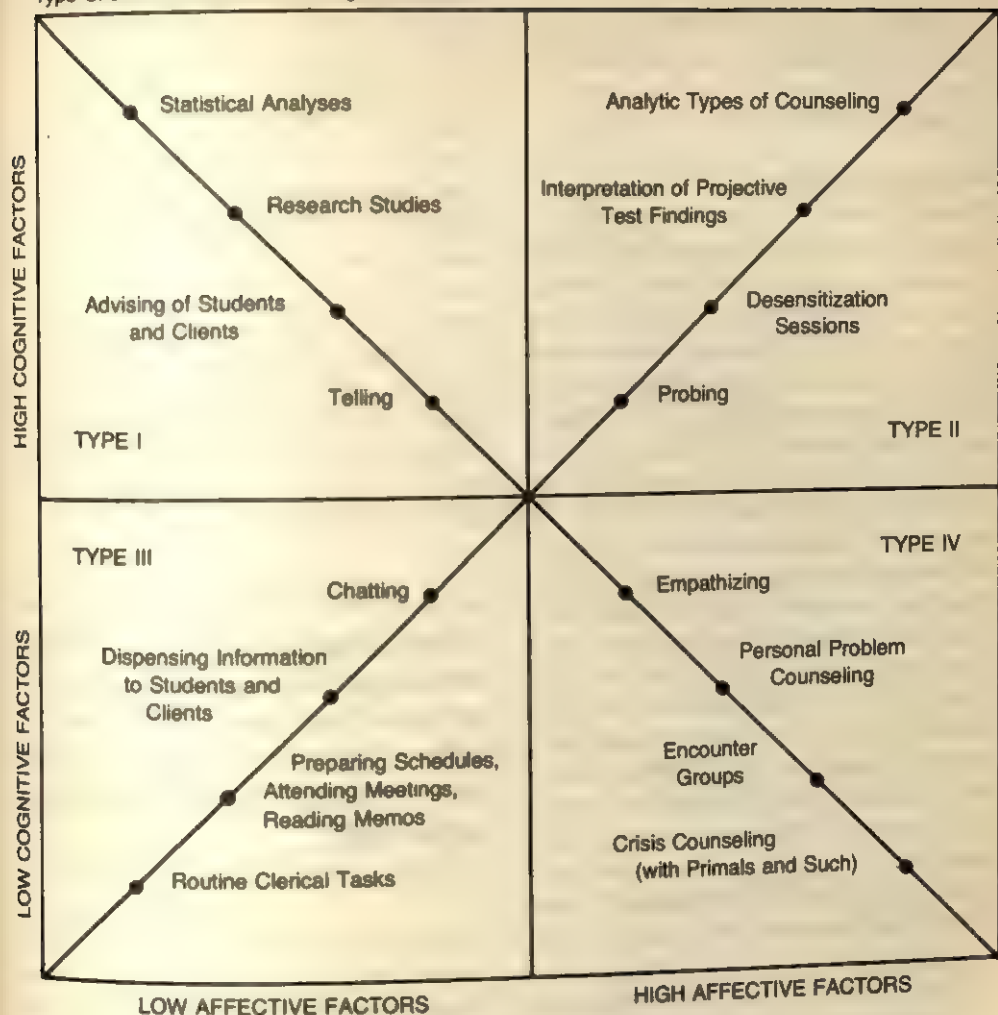 HIGH COGNITIVE FACTORS
LOW COGNITIVE FACTORS
Statistical Analyses
Research Studies
Advising of Students
and Clients
Telling
TYPE I
Analytic Types of Counseling
Interpretation of Projective
Test Findings
Desensitization
Sessions
Probing
TYPE II
TYPE III
Chatting
Dispensing Information
to Students and
Clients
Preparing Schedules,
Attending Meetings,
Reading Memos
Routine Clerical Tasks
TYPE IV
Empathizing
Personal Problem
Counseling
Encounter
Groups
Crisis Counseling
(with Primals and Such)
LOW AFFECTIVE FACTORS
HIGH AFFECTIVE FACTORS